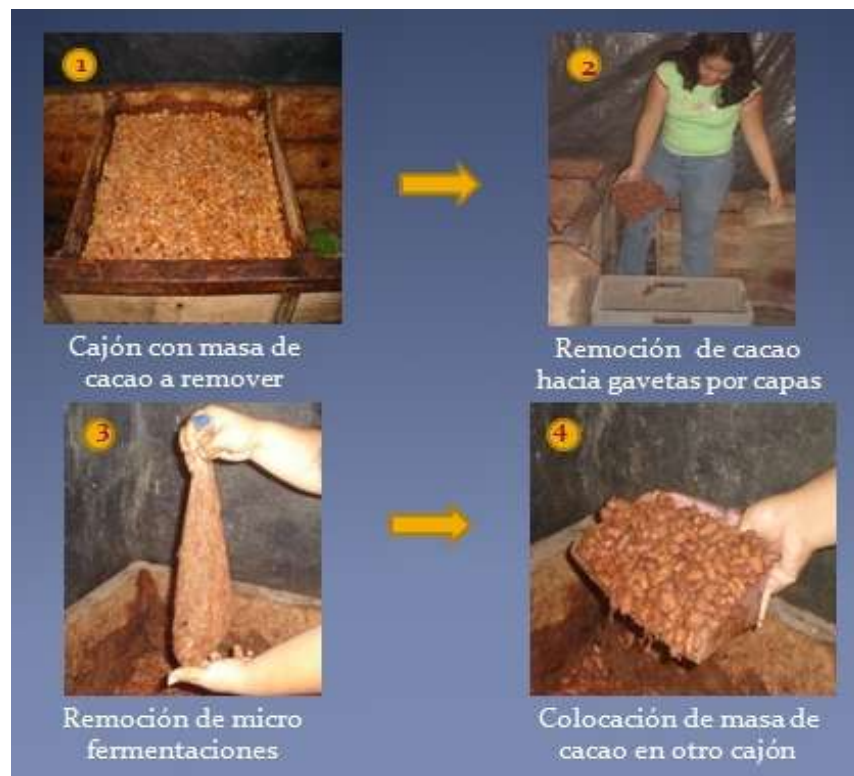 1
2
Cajón con masa de
cacao a remover
Remoción de cacao
hacia gavetas por capas
3
4
Remoción de micro
fermentaciones
Colocación de masa de
cacao en otro cajón